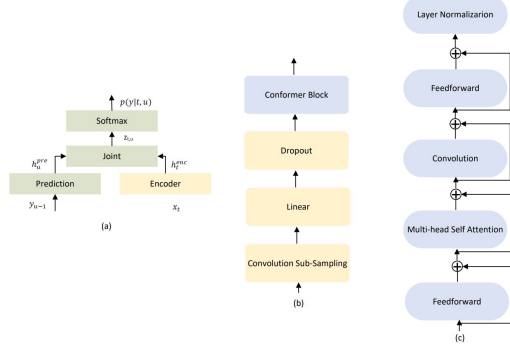 p(y|t, u)
Softmax
z_{t,u}
Joint
h_u^{pre}
h_t^{enc}
Prediction
Encoder
y_{u−1}
x_t
(a)
Conformer Block
Dropout
Linear
Convolution Sub-Sampling
(b)
Layer Normalizarion
Feedforward
Convolution
Multi-head Self Attention
Feedforward
(c)